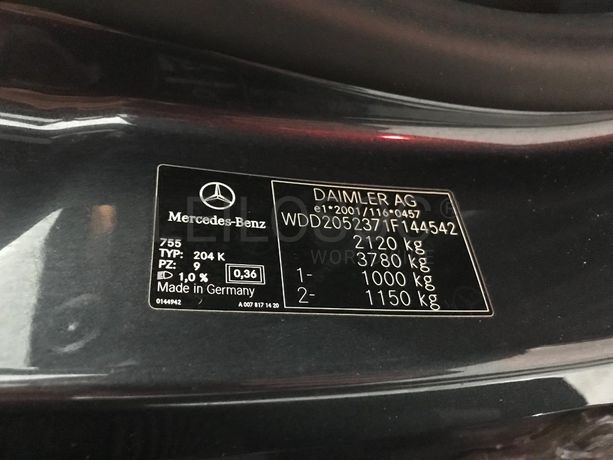 Mercedes-Benz
755
TYP: 204 K
PZ: 9
1,0 % 0,36
Made in Germany
0144942 A 007 817 14 20
DAIMLER AG
e1*2001/116*0457
WDD2052371F144542
2120 kg
3780 kg
1- 1000 kg
2- 1150 kg